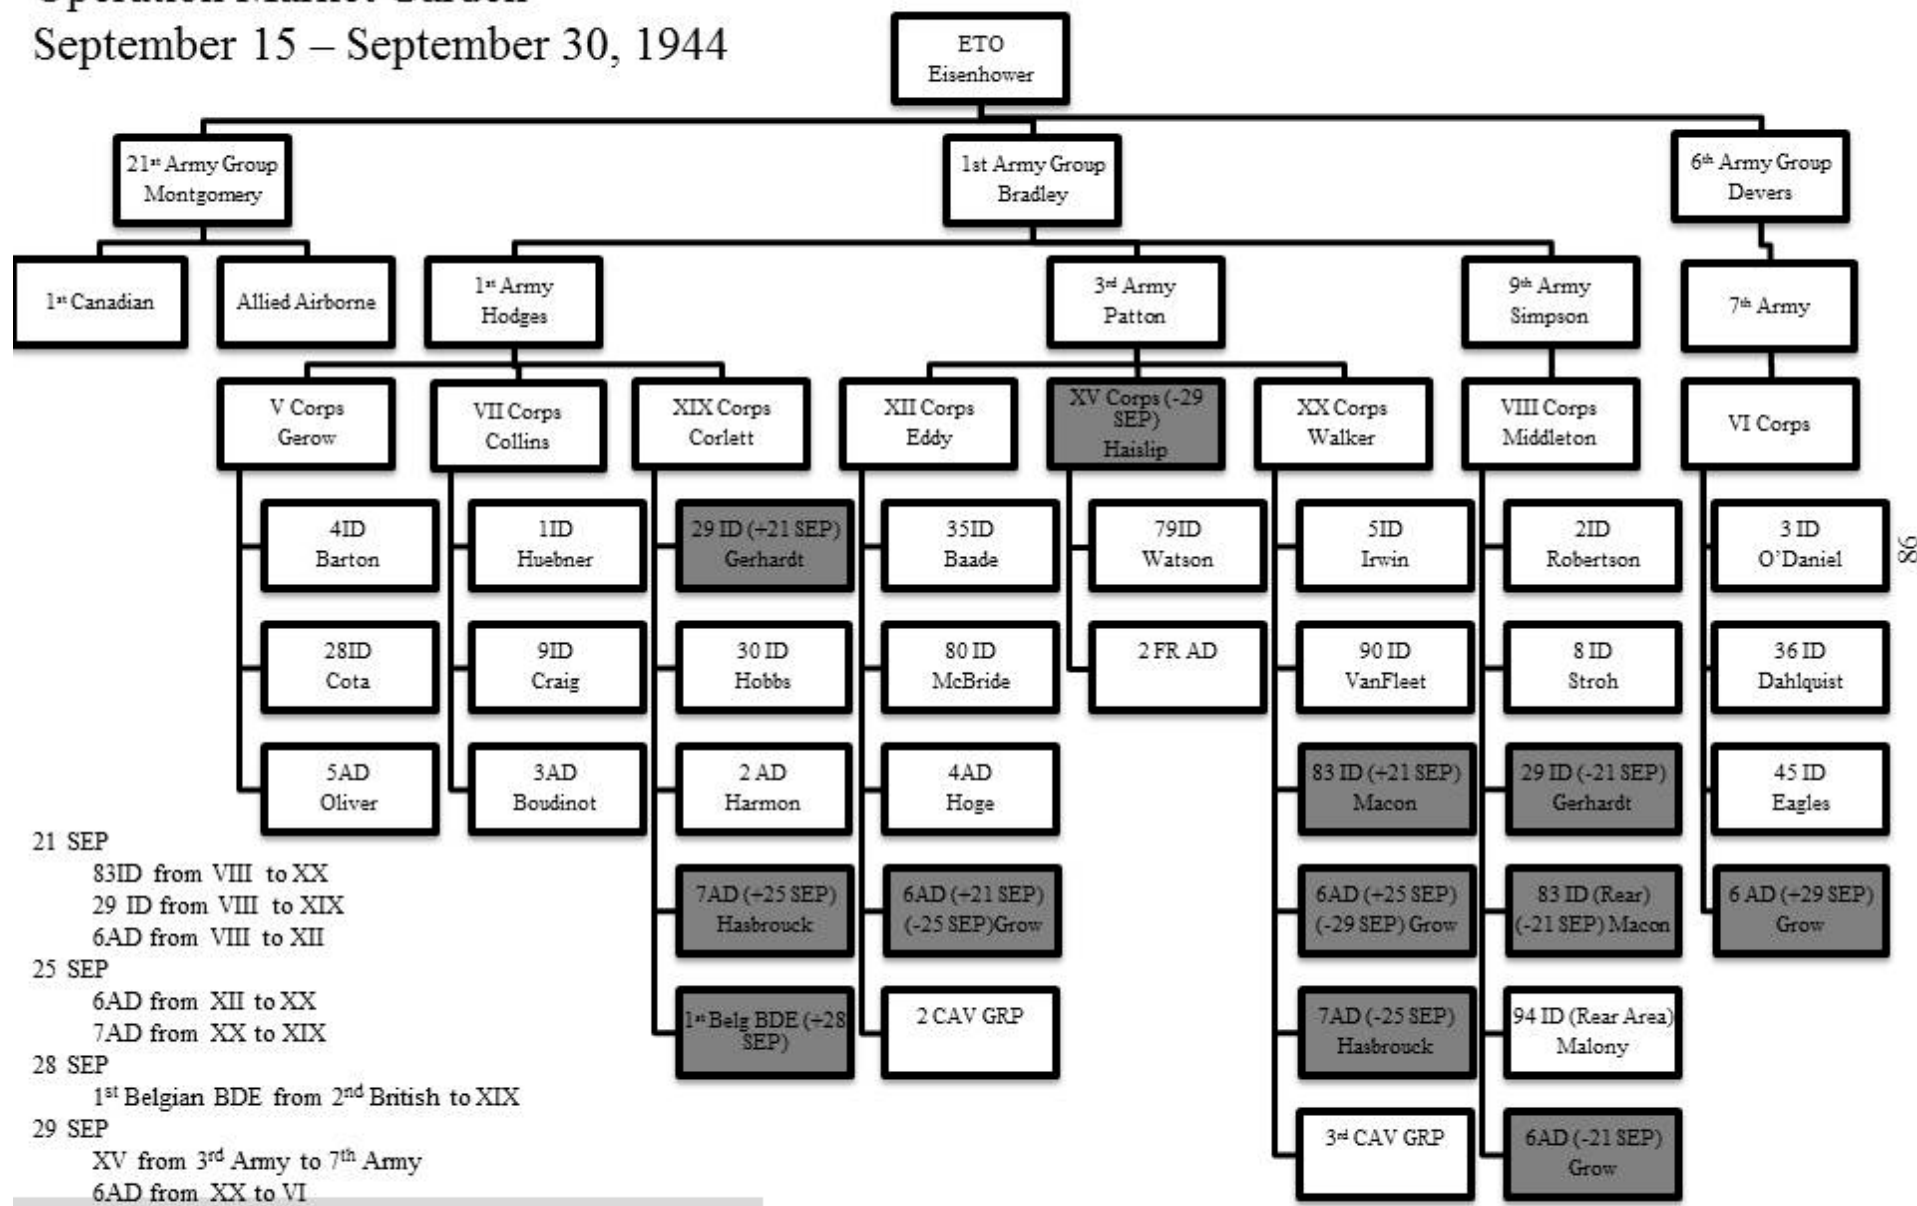 September 15 – September 30, 1944
ETO
Eisenhower
21st Army Group
Montgomery
1st Army Group
Bradley
6th Army Group
Devers
1st Canadian
Allied Airborne
1st Army
Hodges
3rd Army
Patton
9th Army
Simpson
7th Army
V Corps
Gerow
VII Corps
Collins
XIX Corps
Corlett
XII Corps
Eddy
XV Corps (-29
SEP)
Haislip
XX Corps
Walker
VIII Corps
Middleton
VI Corps
4ID
Barton
1ID
Huebner
29 ID (+21 SEP)
Gerhardt
35ID
Baade
79ID
Watson
5ID
Irwin
2ID
Robertson
3 ID
O’Daniel
98
28ID
Cota
9ID
Craig
30 ID
Hobbs
80 ID
McBride
2 FR AD
90 ID
VanFleet
8 ID
Stroh
36 ID
Dahlquist
5AD
Oliver
3AD
Boudinot
2 AD
Harmon
4AD
Hoge
83 ID (+21 SEP)
Macon
29 ID (-21 SEP)
Gerhardt
45 ID
Eagles
7AD (+25 SEP)
Hasbrouck
6AD (+21 SEP)
(-25 SEP)Grow
6AD (+25 SEP)
(-29 SEP) Grow
83 ID (Rear)
(-21 SEP) Macon
6 AD (+29 SEP)
Grow
1st Belg BDE (+28
SEP)
2 CAV GRP
7AD (-25 SEP)
Hasbrouck
94 ID (Rear Area)
Malony
3rd CAV GRP
6AD (-21 SEP)
Grow
21 SEP
83ID from VIII to XX
29 ID from VIII to XIX
6AD from VIII to XII
25 SEP
6AD from XII to XX
7AD from XX to XIX
28 SEP
1st Belgian BDE from 2nd British to XIX
29 SEP
XV from 3rd Army to 7th Army
6AD from XX to VI